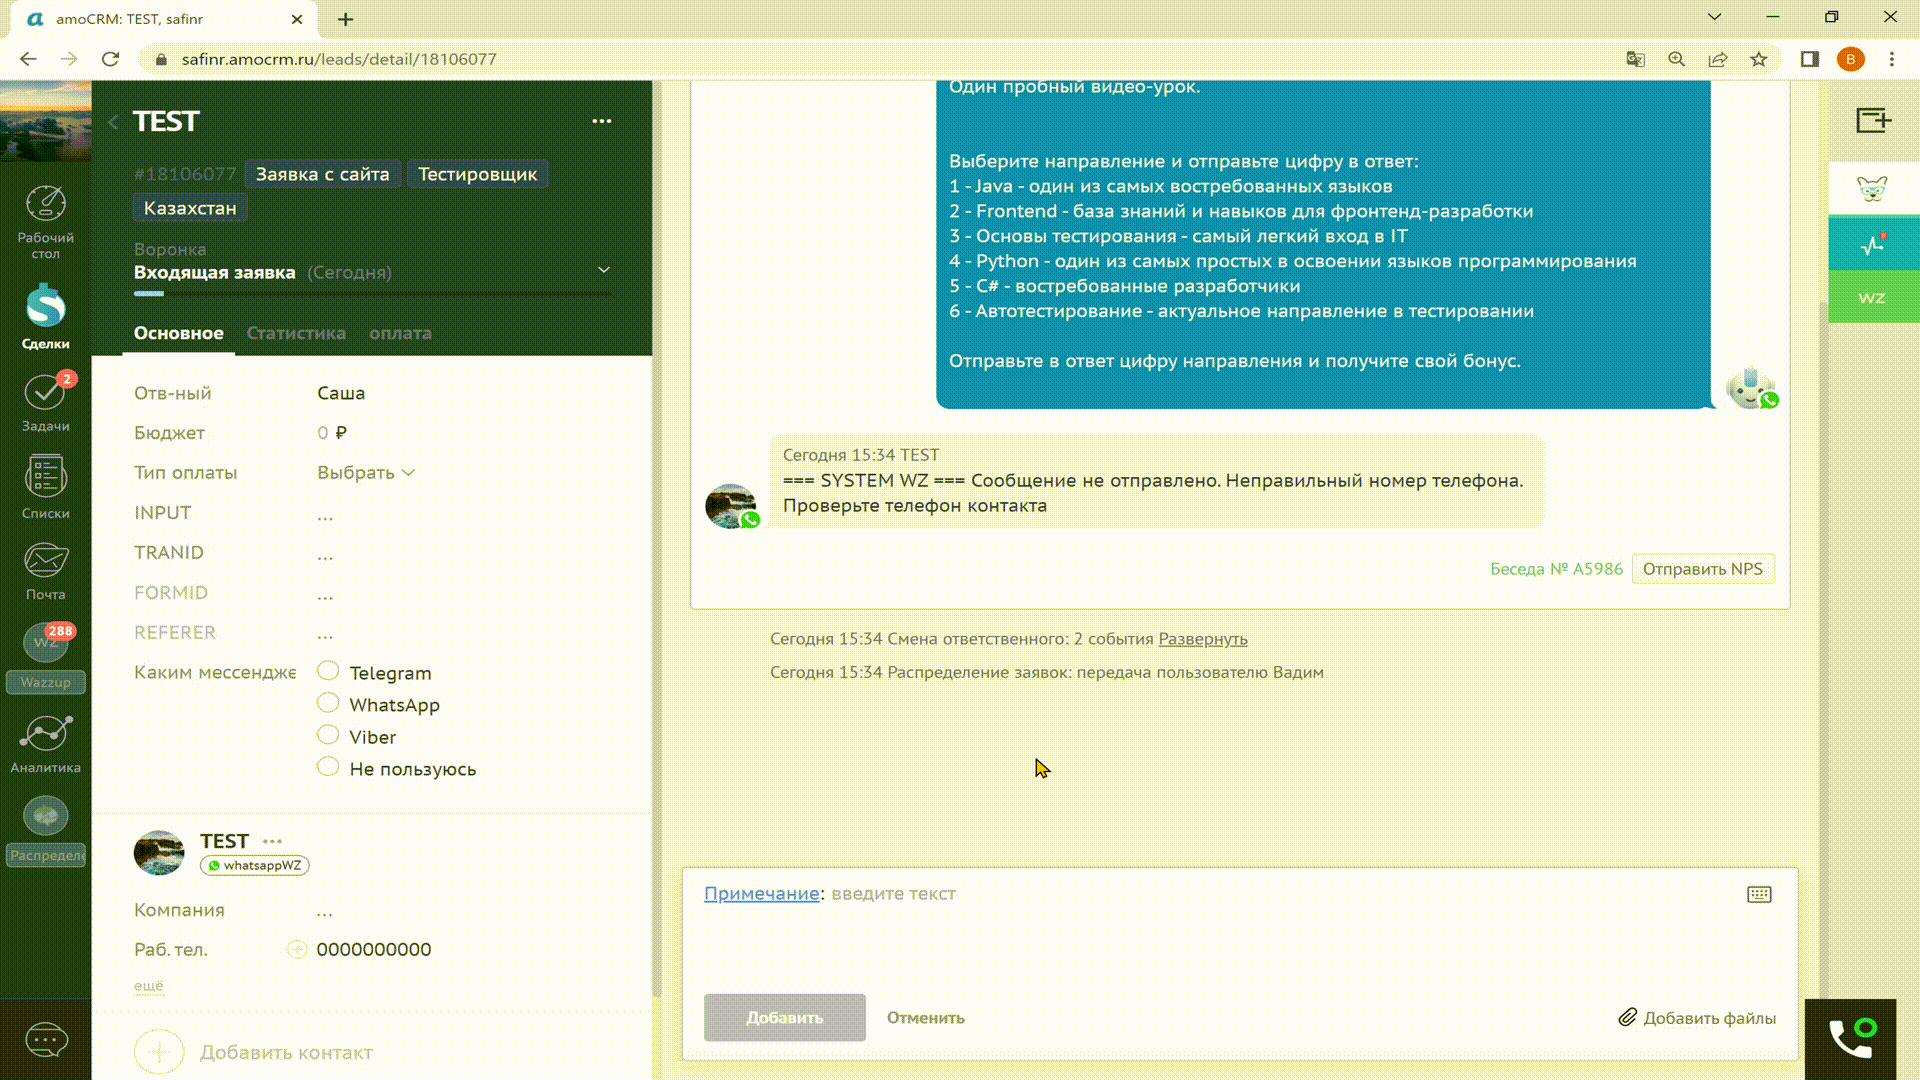 amoCRM: TEST, safinr
safinr.amocrm.ru/leads/detail/18106077
B
Рабочий стол
Сделки
2
Задачи
Списки
Почта
288
WZ
Wazzup
Аналитика
Распредел
TEST
#18106077 Заявка с сайта Тестировщик
Казахстан
Воронка
Входящая заявка (Сегодня)
Основное Статистика оплата
Отв-ный Саша
Бюджет 0 ₽
Тип оплаты Выбрать
INPUT ...
TRANID ...
FORMID ...
REFERER ...
Каким мессендже Telegram
WhatsApp
Viber
Не пользуюсь
TEST
whatsappWZ
Компания ...
Раб. тел. 0000000000
ещё
Добавить контакт
Один пробный видео-урок.
Выберите направление и отправьте цифру в ответ:
1 - Java - один из самых востребованных языков
2 - Frontend - база знаний и навыков для фронтенд-разработки
3 - Основы тестирования - самый легкий вход в IT
4 - Python - один из самых простых в освоении языков программирования
5 - C# - востребованные разработчики
6 - Автотестирование - актуальное направление в тестировании
Отправьте в ответ цифру направления и получите свой бонус.
Сегодня 15:34 TEST
=== SYSTEM WZ === Сообщение не отправлено. Неправильный номер телефона.
Проверьте телефон контакта
Беседа № A5986 Отправить NPS
Сегодня 15:34 Смена ответственного: 2 события Развернуть
Сегодня 15:34 Распределение заявок: передача пользователю Вадим
Примечание: введите текст
Добавить Отменить Добавить файлы
WZ